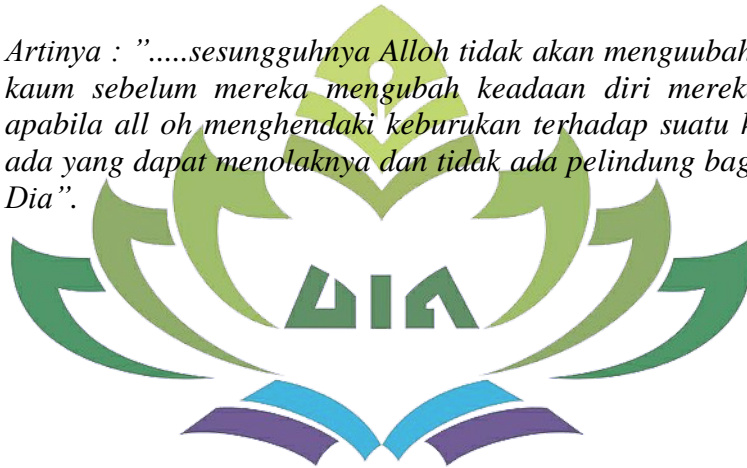 Artinya : ”.....sesungguhnya Alloh tidak akan menguubah
kaum sebelum mereka mengubah keadaan diri merek
apabila all oh menghendaki keburukan terhadap suatu
ada yang dapat menolaknya dan tidak ada pelindung bag
Dia”.
UIN